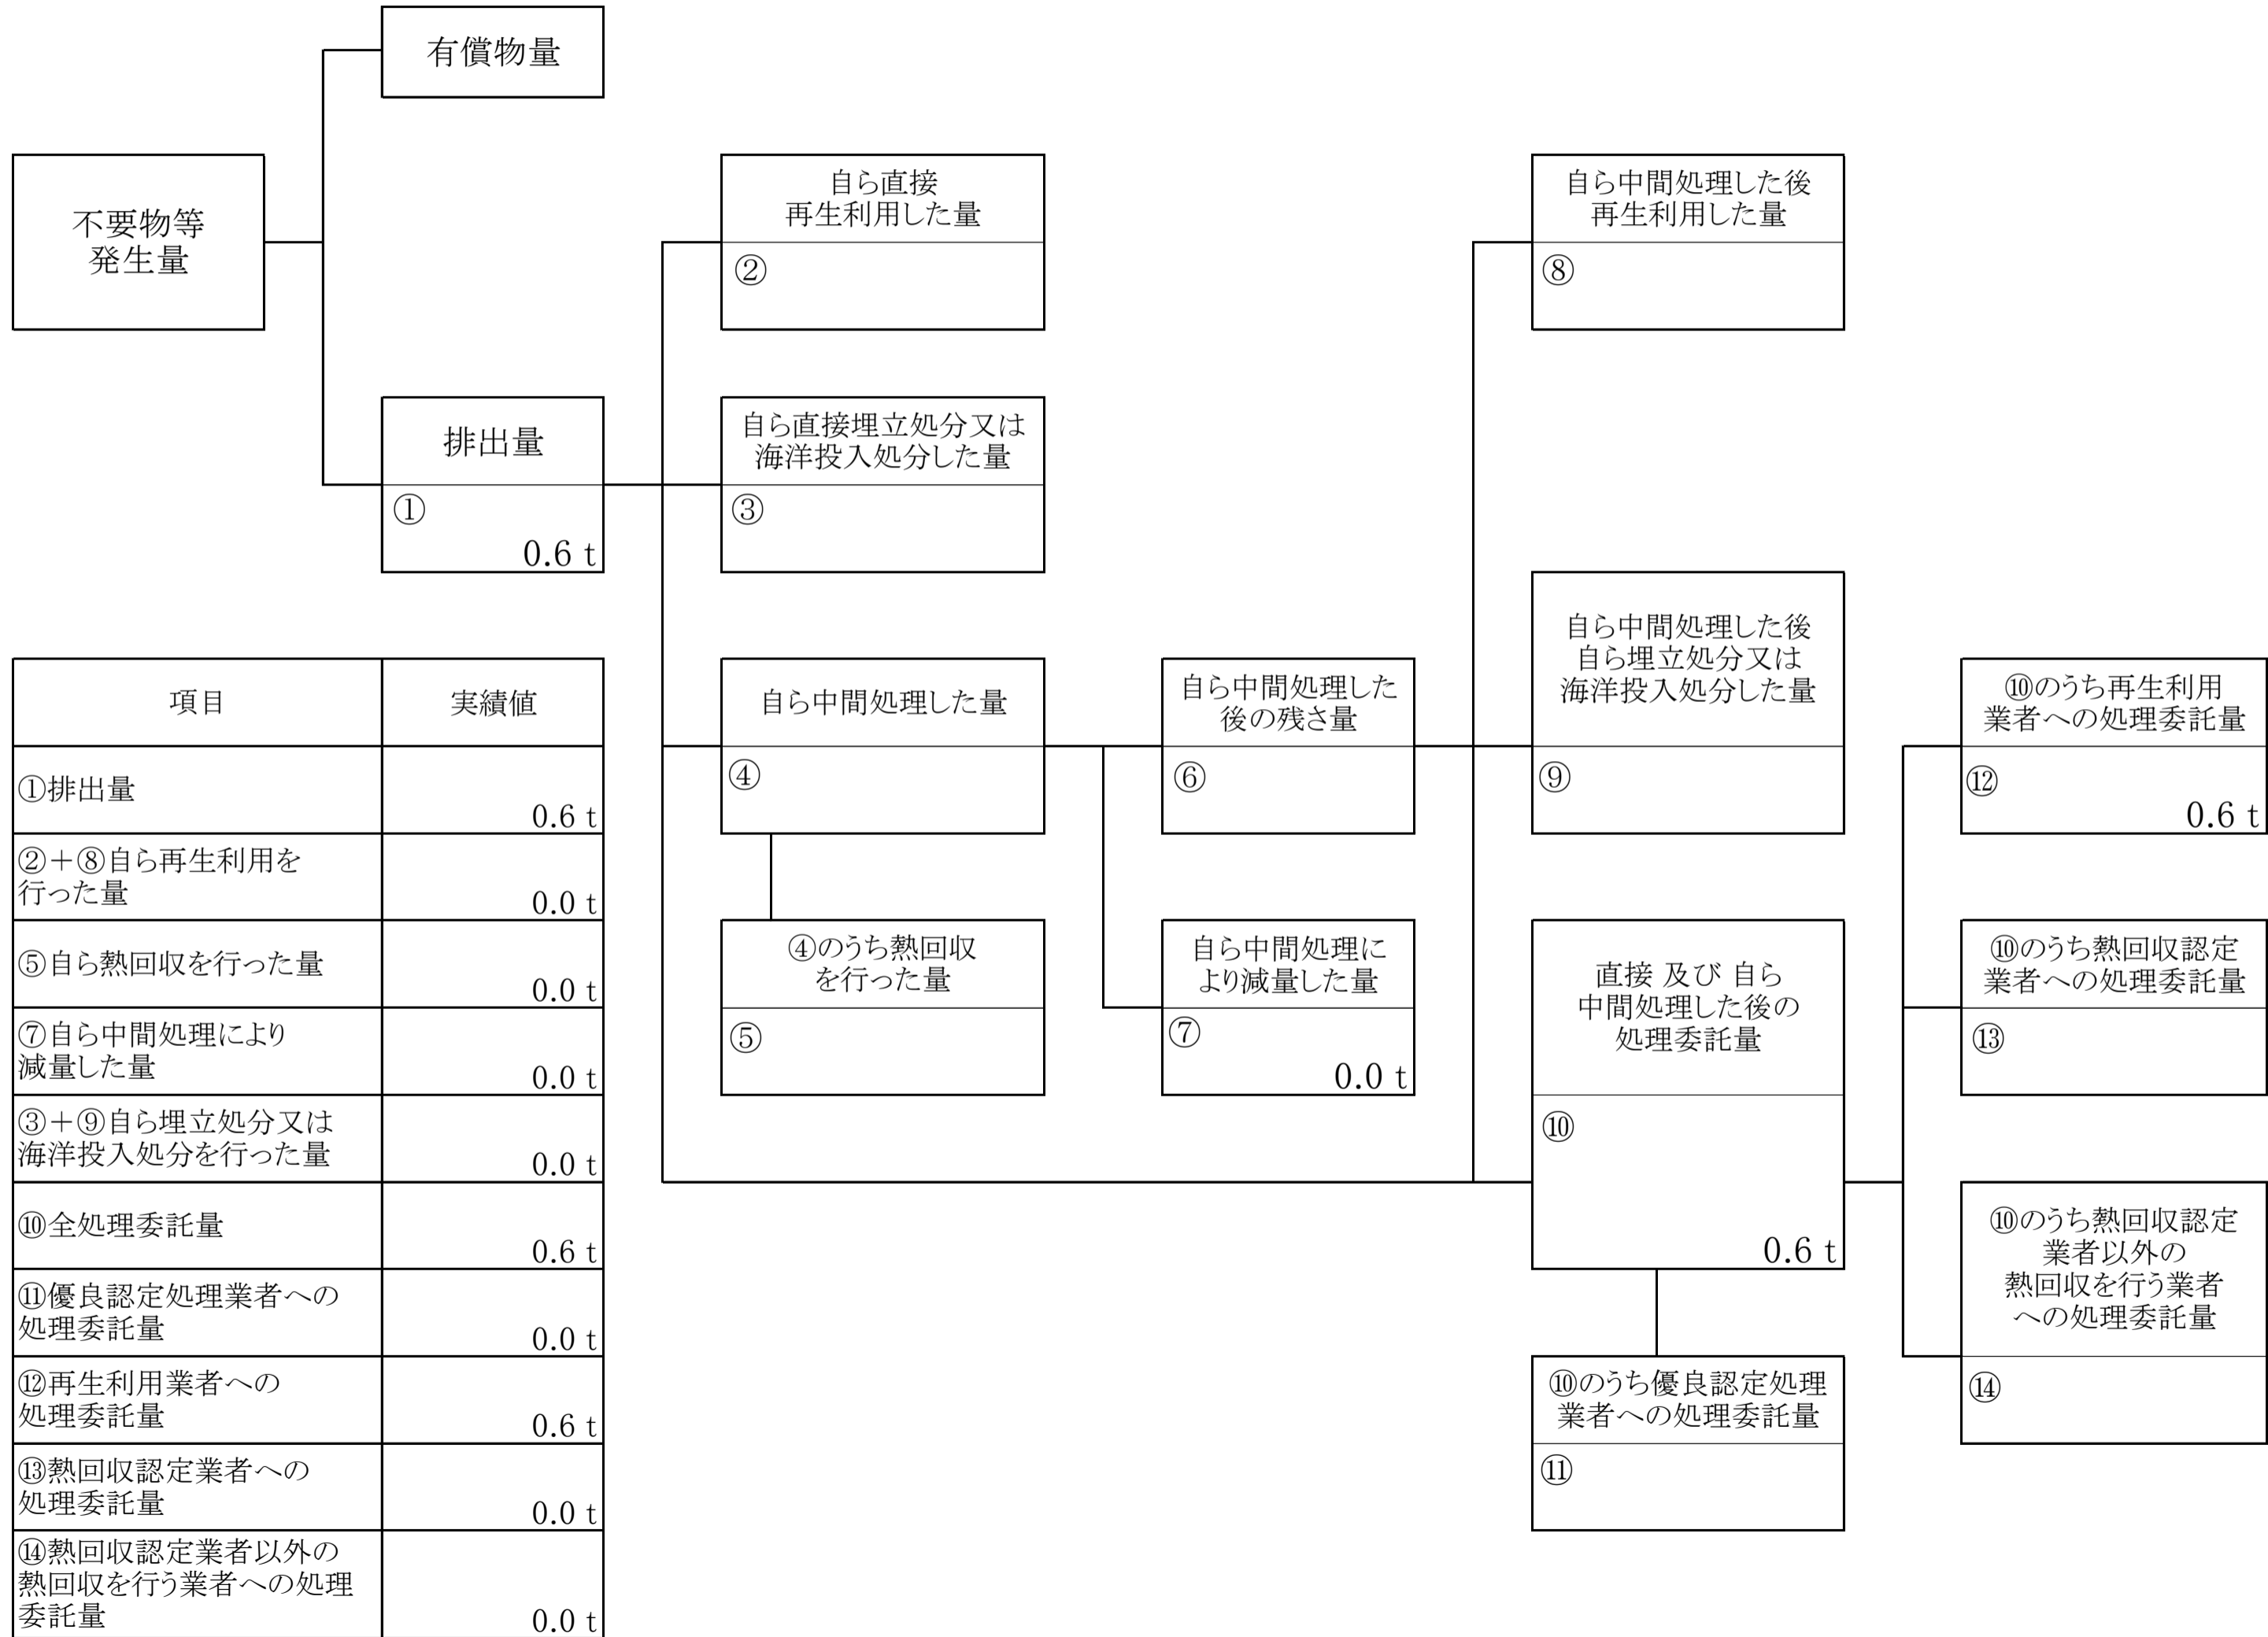 有償物量
不要物等
発生量
自ら直接
再生利用した量
②
自ら中間処理した後
再生利用した量
⑧
排出量
①
0.6 t
自ら直接埋立処分又は
海洋投入処分した量
③
自ら中間処理した量
④
自ら中間処理した
後の残さ量
⑥
自ら中間処理した後
自ら埋立処分又は
海洋投入処分した量
⑨
⑩のうち再生利用
業者への処理委託量
⑫
0.6 t
④のうち熱回収
を行った量
⑤
自ら中間処理に
より減量した量
⑦
0.0 t
直接 及び 自ら
中間処理した後の
処理委託量
⑩
0.6 t
⑩のうち熱回収認定
業者への処理委託量
⑬
⑩のうち熱回収認定
業者以外の
熱回収を行う業者
への処理委託量
⑭
⑩のうち優良認定処理
業者への処理委託量
⑪
項目 実績値
①排出量
0.6 t
②＋⑧自ら再生利用を
行った量
0.0 t
⑤自ら熱回収を行った量
0.0 t
⑦自ら中間処理により
減量した量
0.0 t
③＋⑨自ら埋立処分又は
海洋投入処分を行った量
0.0 t
⑩全処理委託量
0.6 t
⑪優良認定処理業者への
処理委託量
0.0 t
⑫再生利用業者への
処理委託量
0.6 t
⑬熱回収認定業者への
処理委託量
0.0 t
⑭熱回収認定業者以外の
熱回収を行う業者への処理
委託量
0.0 t